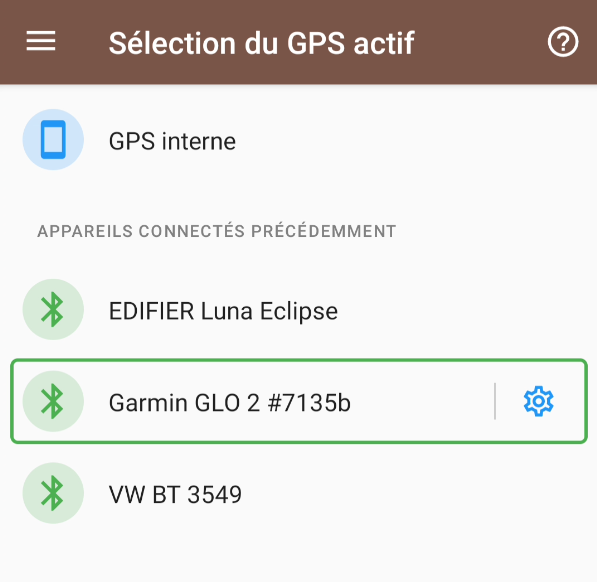 Sélection du GPS actif
GPS interne
APPAREILS CONNECTÉS PRÉCÉDEMMENT
EDIFIER Luna Eclipse
Garmin GLO 2 #7135b
VW BT 3549